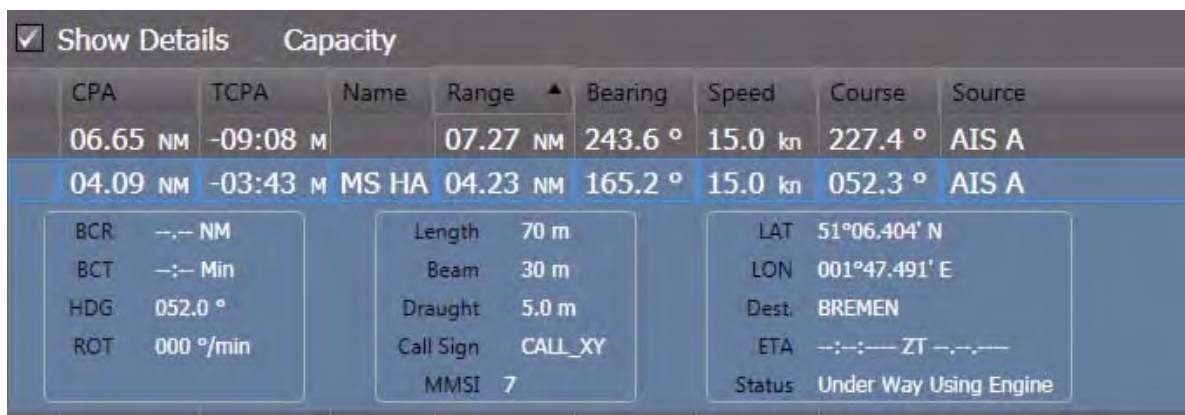 Show Details Capacity
CPA TCPA Name Range ▲ Bearing Speed Course Source
06.65 NM -09:08 M 07.27 NM 243.6 ° 15.0 kn 227.4 ° AIS A
04.09 NM -03:43 M MS HA 04.23 NM 165.2 ° 15.0 kn 052.3 ° AIS A
BCR --.-- NM Length 70 m LAT 51°06.404' N
BCT --:-- Min Beam 30 m LON 001°47.491' E
HDG 052.0 ° Draught 5.0 m Dest. BREMEN
ROT 000 °/min Call Sign CALL_XY ETA --:--:---- ZT --.--.----
MMSI 7 Status Under Way Using Engine